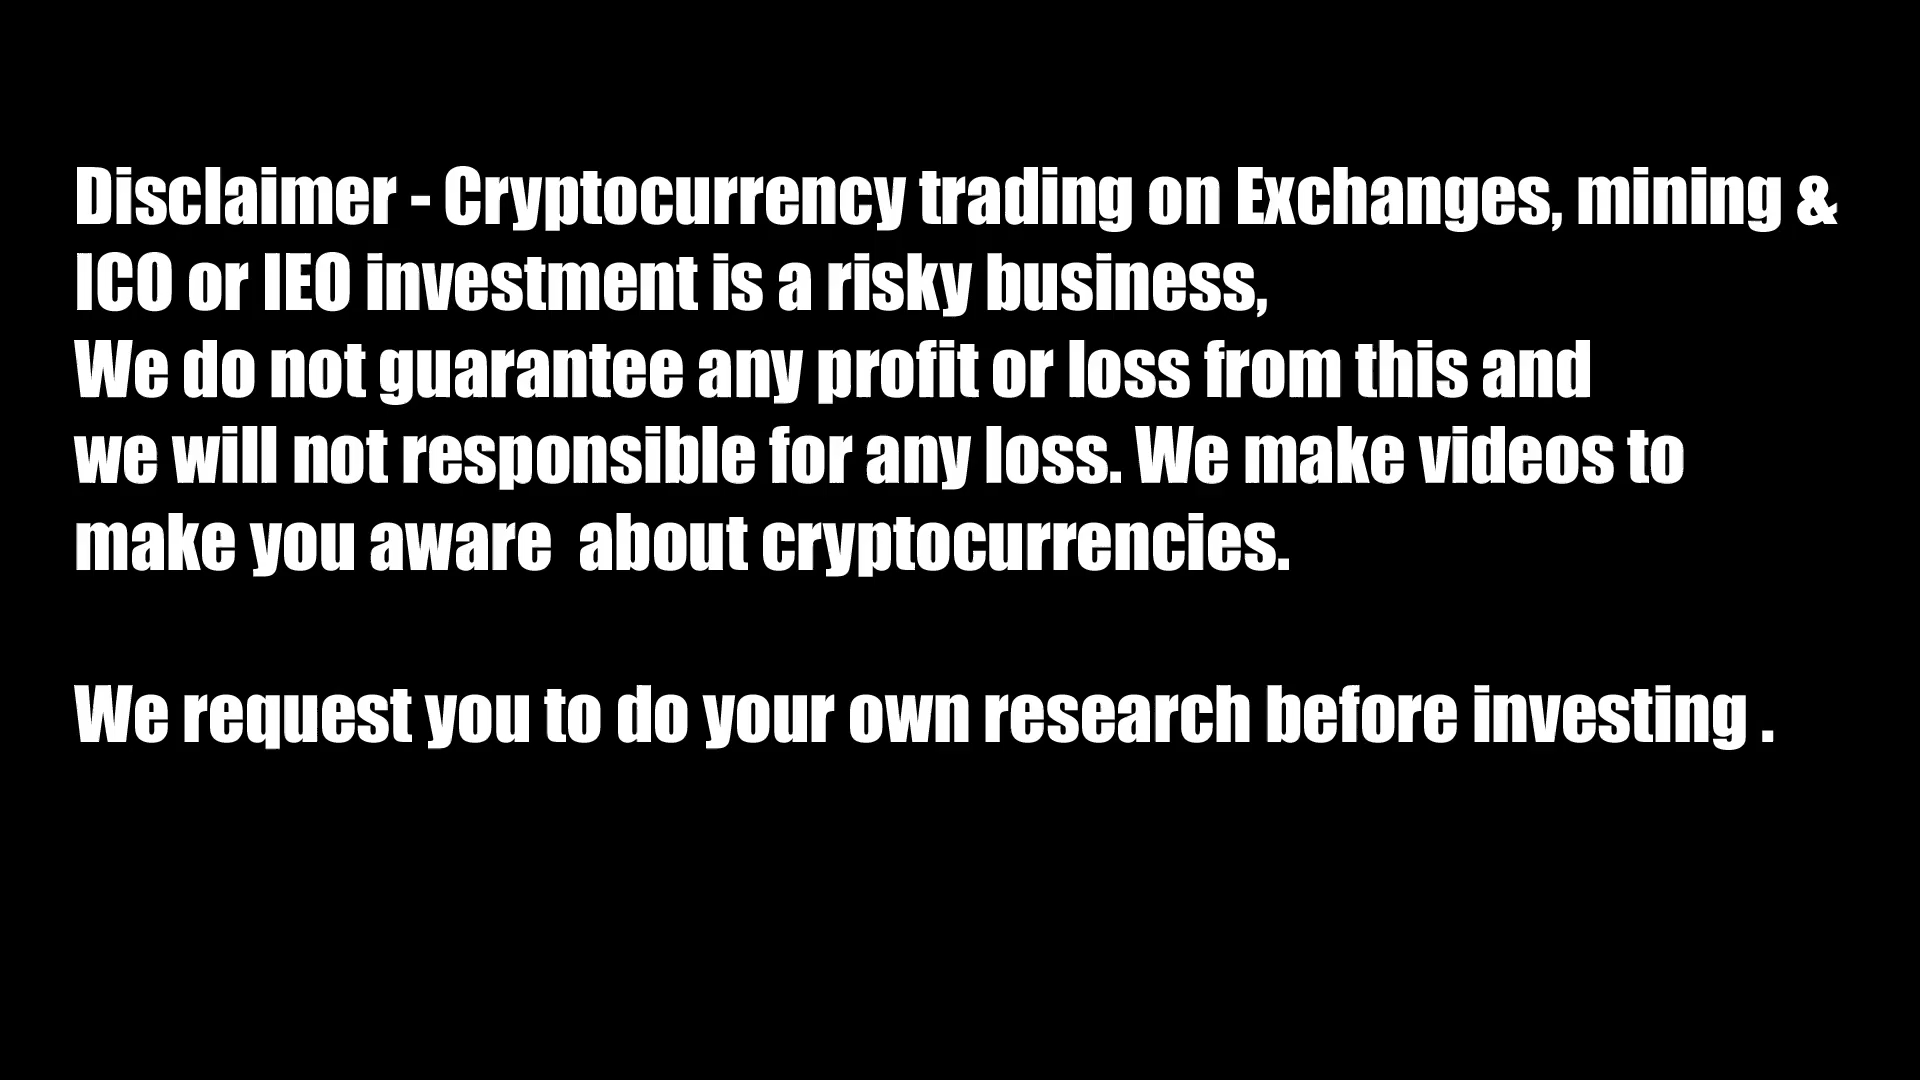 Disclaimer - Cryptocurrency trading on Exchanges, mining &
ICO or IEO investment is a risky business,
We do not guarantee any profit or loss from this and
we will not responsible for any loss. We make videos to
make you aware  about cryptocurrencies.
We request you to do your own research before investing .